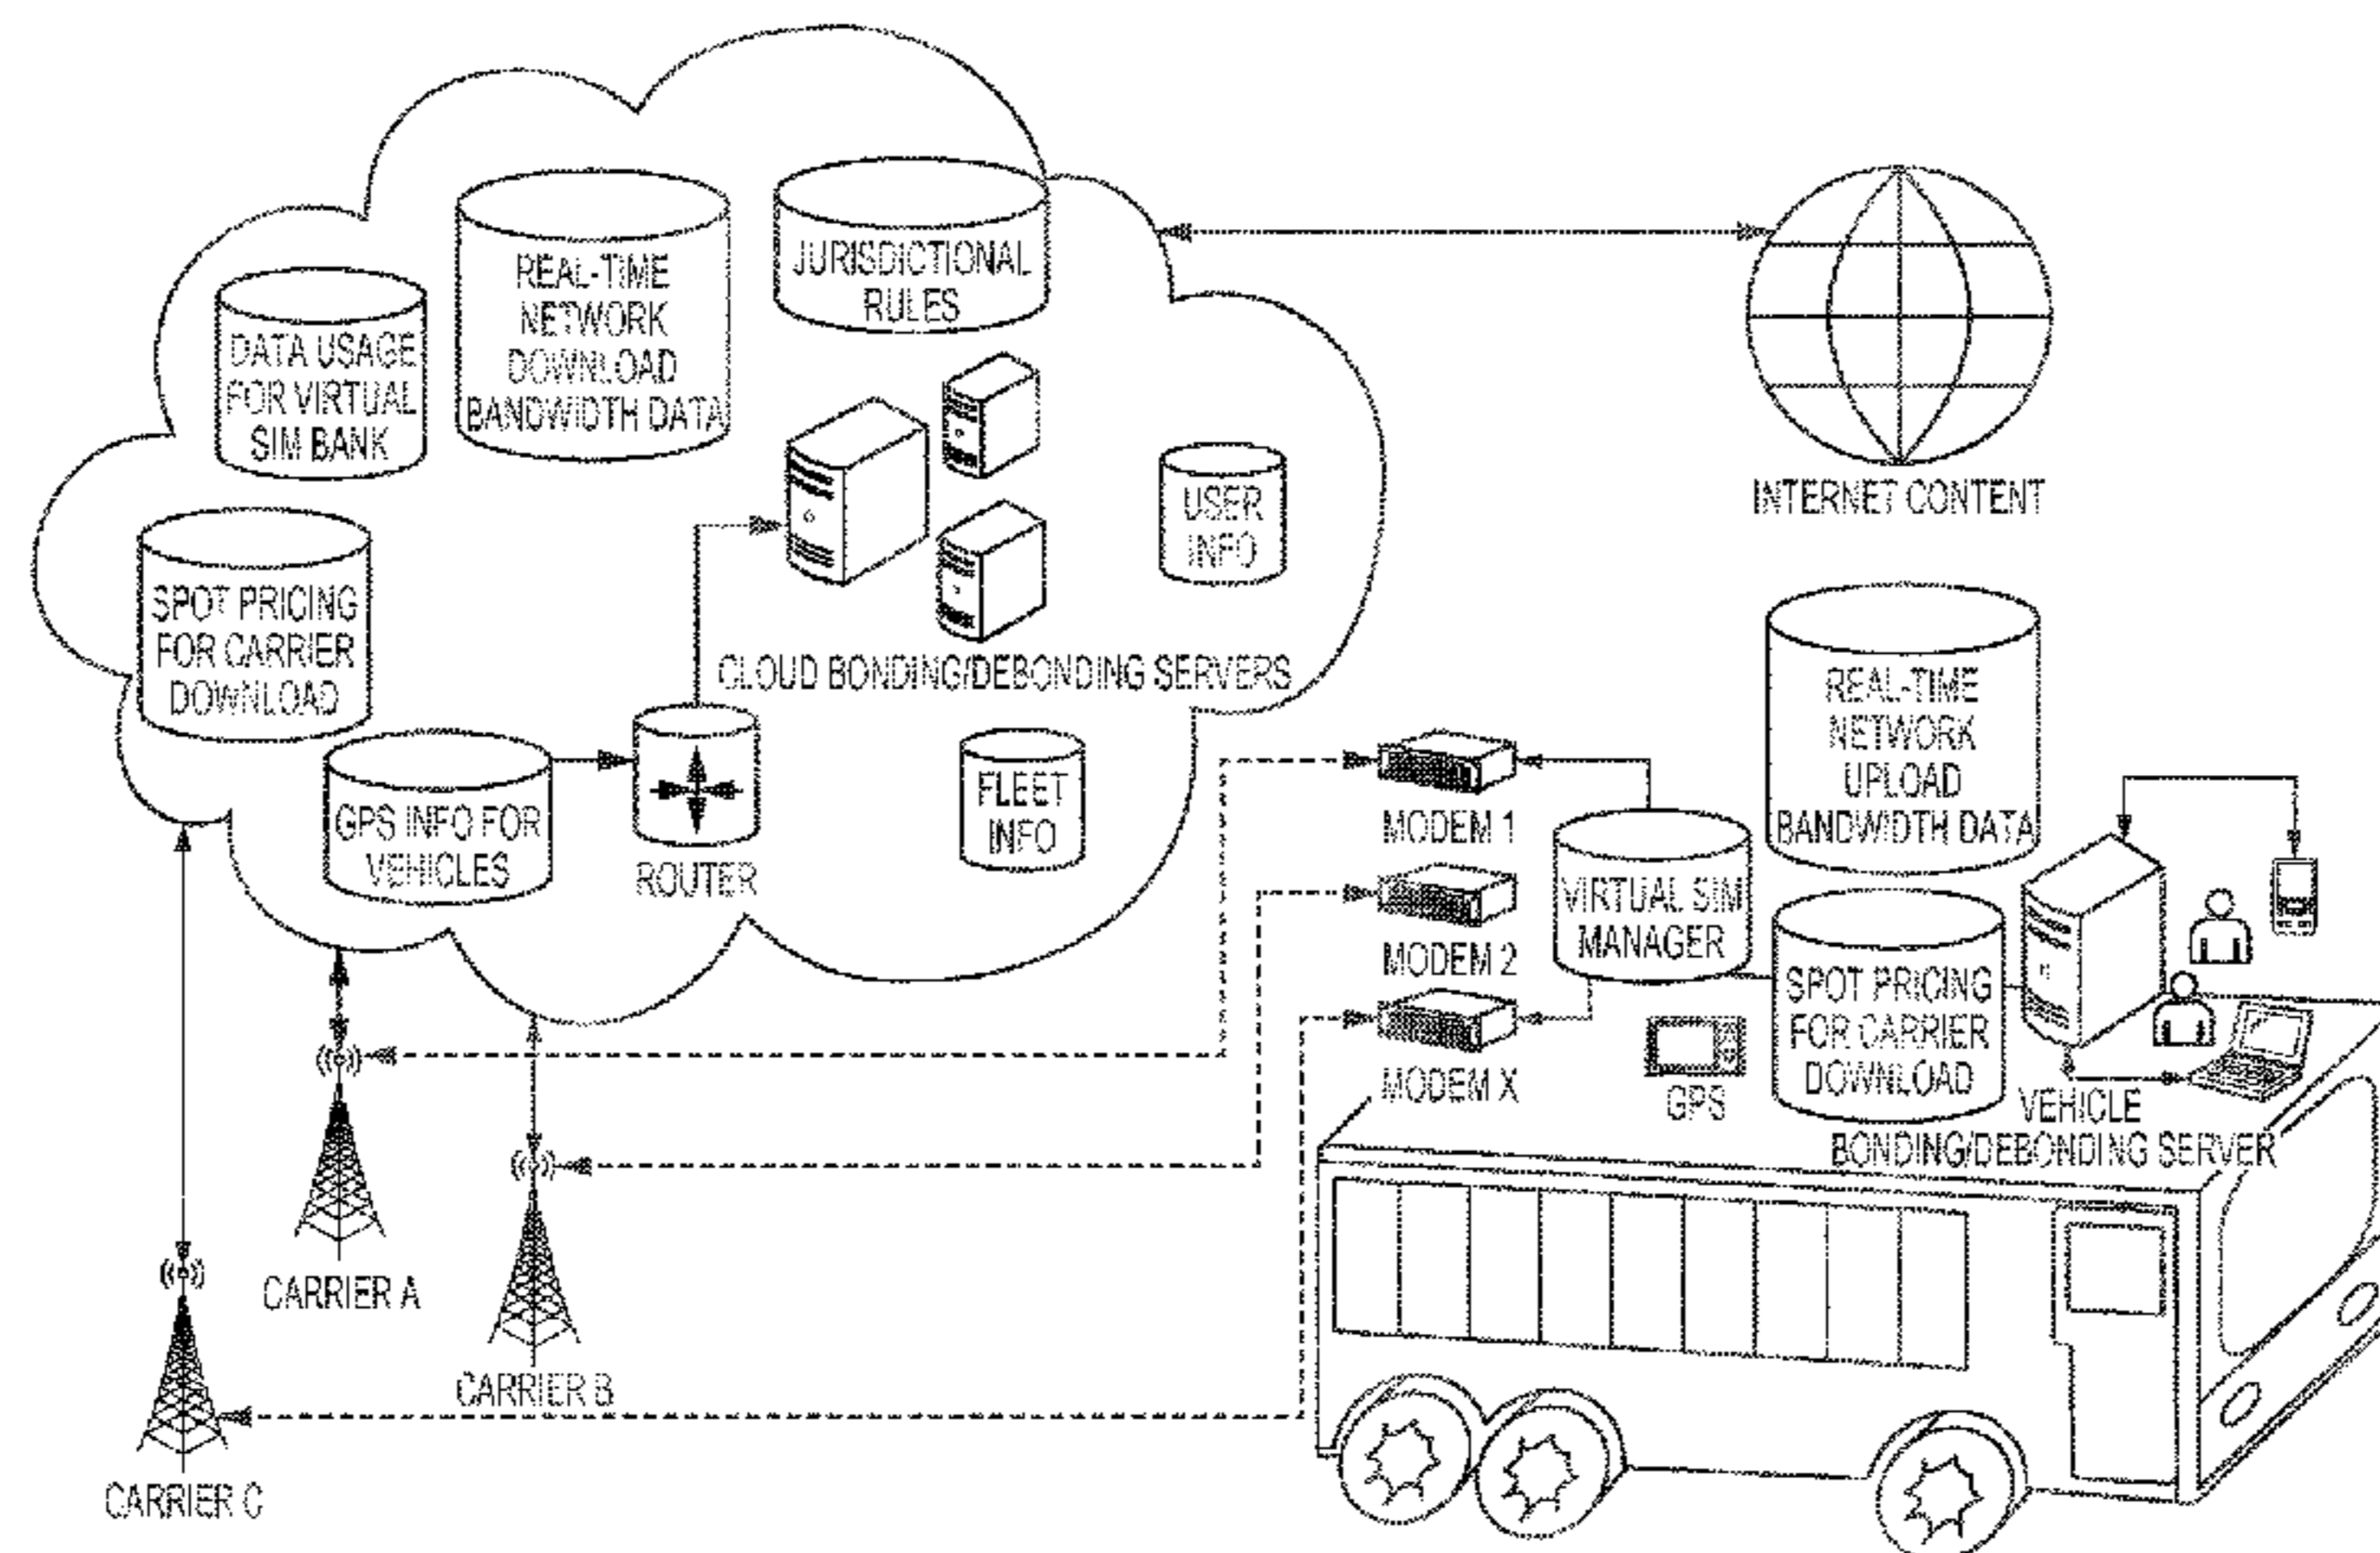 REAL-TIME
NETWORK
DOWNLOAD
BANDWIDTH DATA
JURISDICTIONAL
RULES
DATA USAGE
FOR VIRTUAL
SIM BANK
USER
INFO
INTERNET CONTENT
SPOT PRICING
FOR CARRIER
DOWNLOAD
CLOUD BONDING/DEBONDING SERVERS
GPS INFO FOR
VEHICLES
ROUTER
FLEET
INFO
MODEM 1
MODEM 2
MODEM X
VIRTUAL SIM
MANAGER
REAL-TIME
NETWORK
UPLOAD
BANDWIDTH DATA
SPOT PRICING
FOR CARRIER
DOWNLOAD
GPS
VEHICLE
BONDING/DEBONDING SERVER
CARRIER A
CARRIER B
CARRIER C